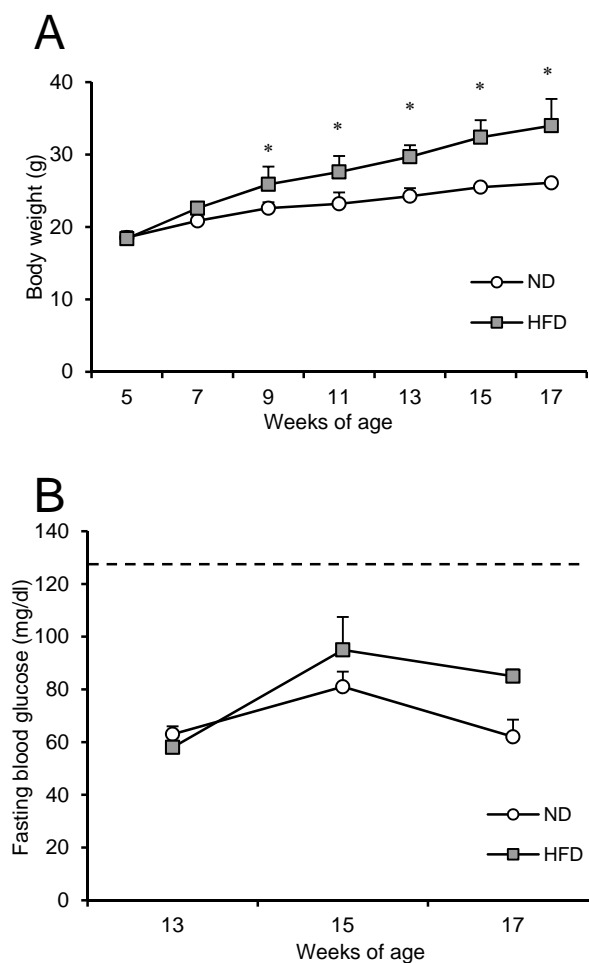 A
Body weight (g)
40
30
20
10
0
* * * * *
ND
HFD
5 7 9 11 13 15 17
Weeks of age
B
Fasting blood glucose (mg/dl)
140
120
100
80
60
40
20
0
ND
HFD
13 15 17
Weeks of age